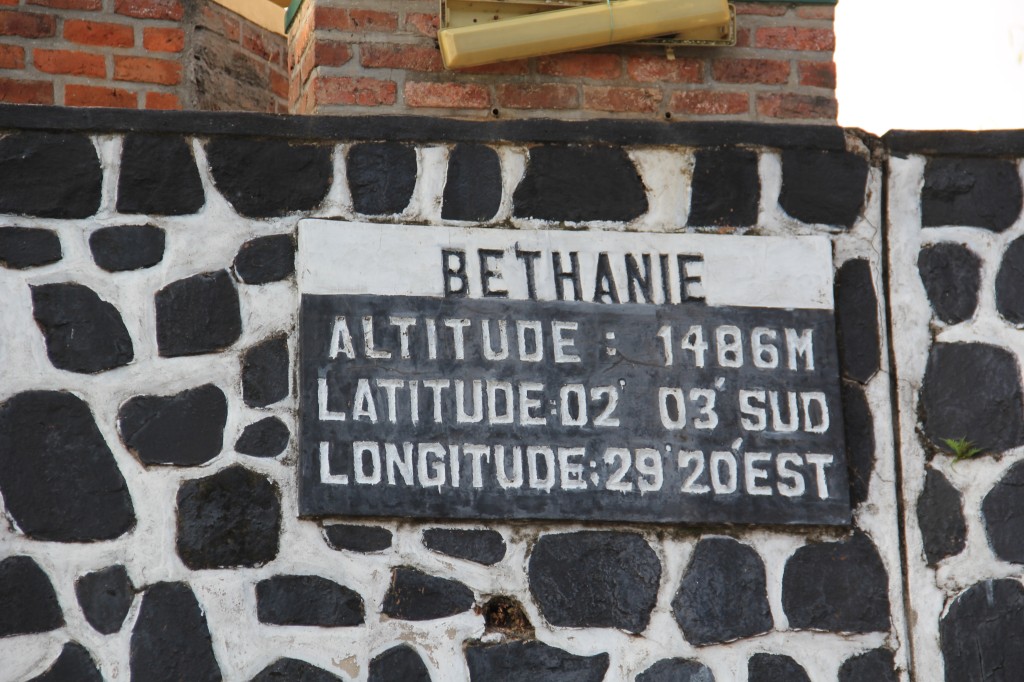 BETHANIE
ALTITUDE : 1486M
LATITUDE:02' 03' SUD
LONGITUDE:29' 20' EST